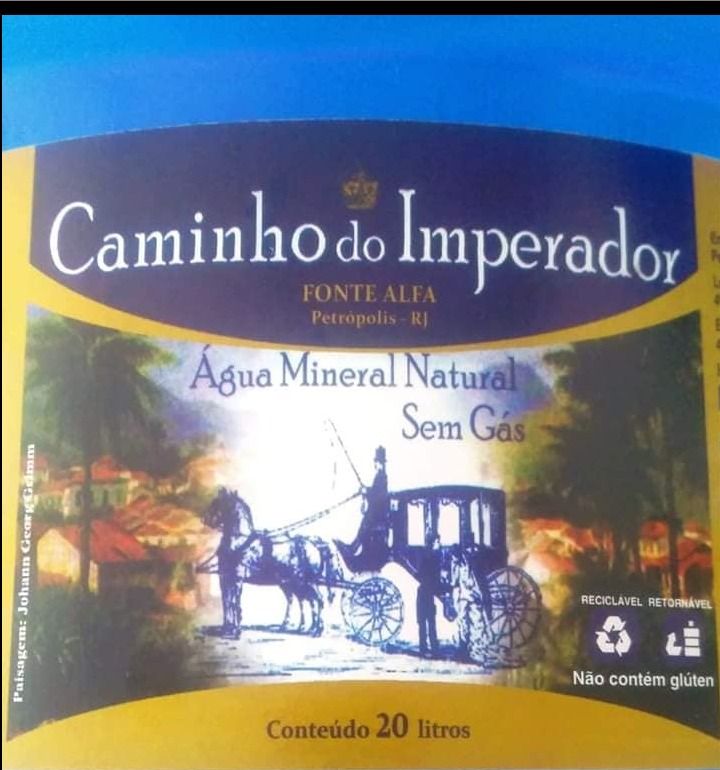 Caminho do Imperador
FONTE ALFA
Petrópolis - RJ
Água Mineral Natural
Sem Gás
Paisagem: Johann Georg Grimm
RECICLÁVEL RETORNÁVEL
Não contém glúten
Conteúdo 20 litros